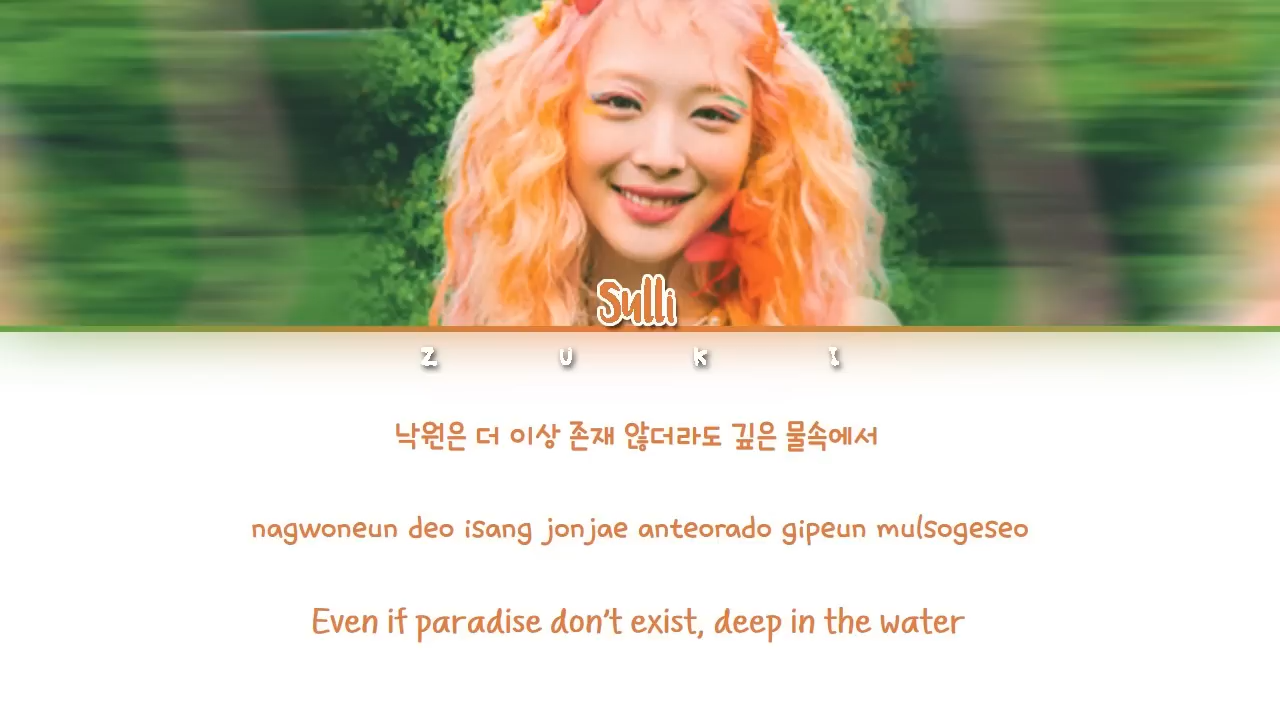 Sulli
Z U K I
낙원은 더 이상 존재 않더라도 깊은 물속에서
nagwoneun deo isang jonjae anteorado gipeun mulsogeseo
Even if paradise don't exist, deep in the water